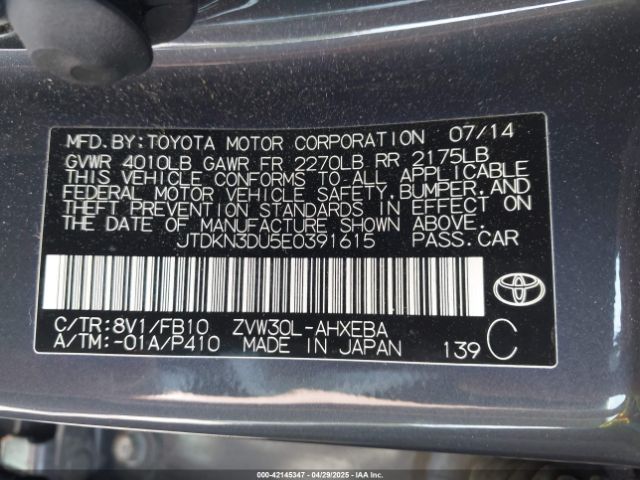 MFD.BY:TOYOTA MOTOR CORPORATION 07/14
GVWR 4010LB GAWR FR 2270LB RR 2175LB
THIS VEHICLE CONFORMS TO ALL APPLICABLE
FEDERAL MOTOR VEHICLE SAFETY,BUMPER,AND
THEFT PREVENTION STANDARDS IN EFFECT ON
THE DATE OF MANUFACTURE SHOWN ABOVE.
JTDKN3DU5E0391615 PASS.CAR
C/TR:8V1/FB10 ZVW30L-AHXEBA
A/TM:-01A/P410 MADE IN JAPAN 139 C
000-42145347 | 04/29/2025 | IAAI.CA